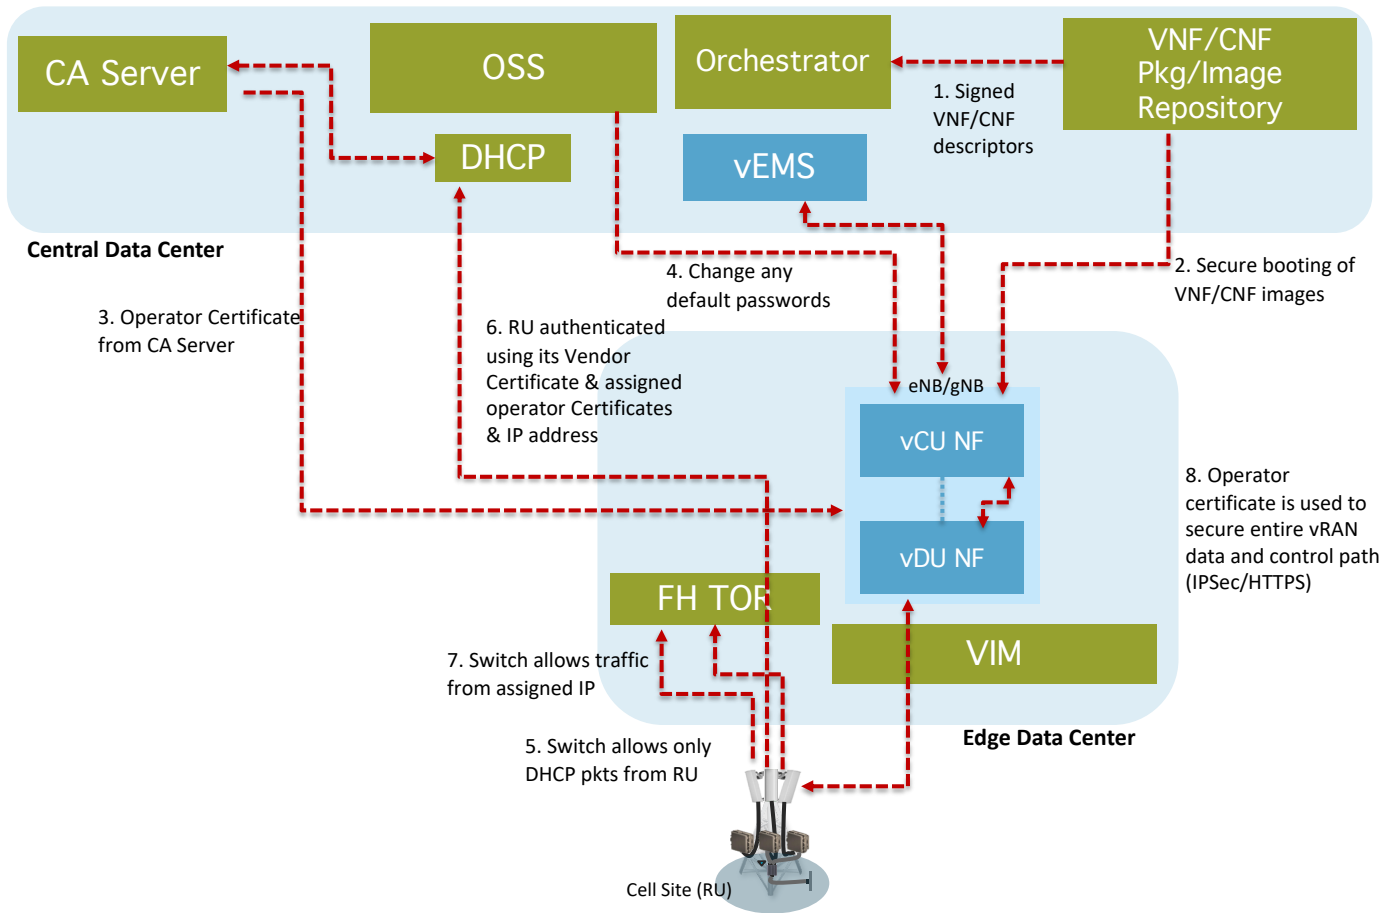 CA Server
OSS
Orchestrator
VNF/CNF
Pkg/Image
Repository
1. Signed
VNF/CNF
descriptors
DHCP
vEMS
Central Data Center
4. Change any
default passwords
2. Secure booting of
VNF/CNF images
3. Operator Certificate
from CA Server
6. RU authenticated
using its Vendor
Certificate & assigned
operator Certificates
& IP address
eNB/gNB
vCU NF
vDU NF
8. Operator
certificate is used to
secure entire vRAN
data and control path
(IPSec/HTTPS)
FH TOR
VIM
7. Switch allows traffic
from assigned IP
Edge Data Center
5. Switch allows only
DHCP pkts from RU
Cell Site (RU)